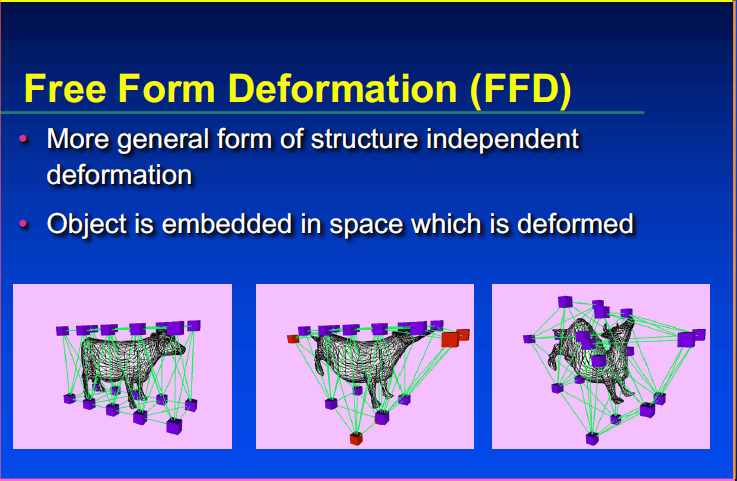 Free Form Deformation (FFD)
• More general form of structure independent
deformation
• Object is embedded in space which is deformed